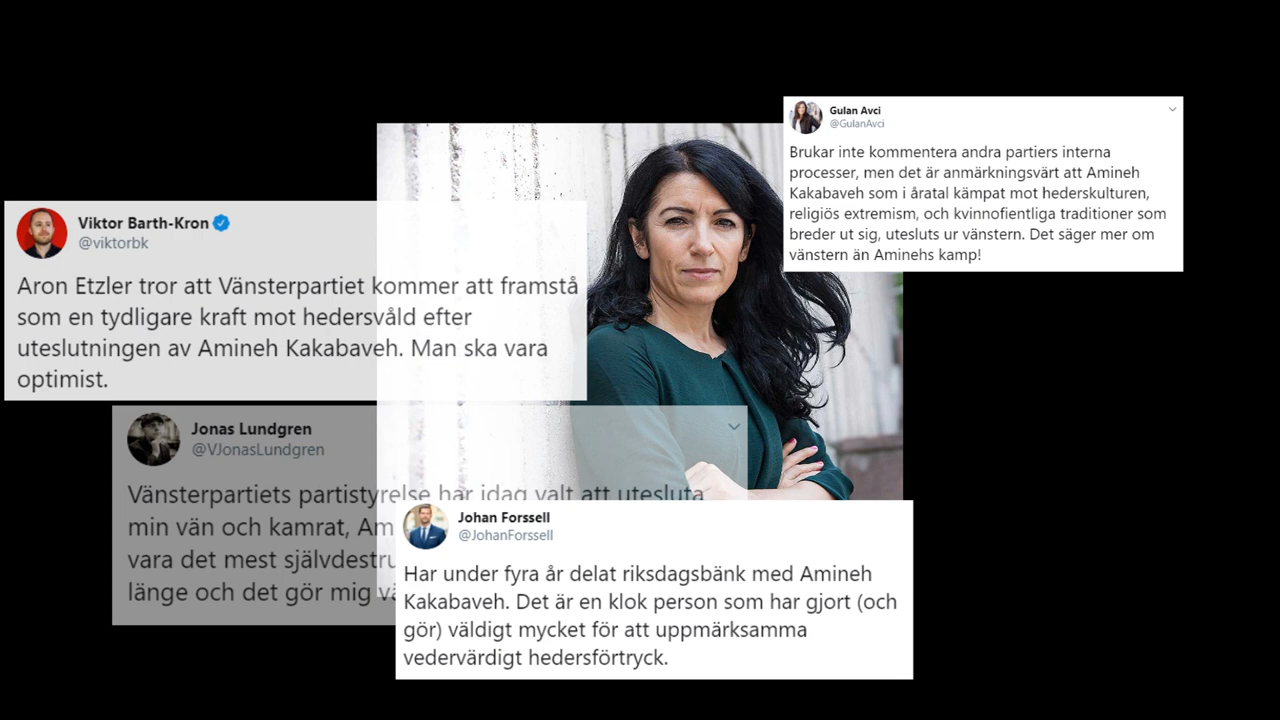 Gulan Avci
@GulanAvci
Brukar inte kommentera andra partiers interna
processer, men det är anmärkningsvärt att Amineh
Kakabaveh som i åratal kämpat mot hederskulturen,
religiös extremism, och kvinnofientliga traditioner som
breder ut sig, utesluts ur vänstern. Det säger mer om
vänstern än Aminehs kamp!
Viktor Barth-Kron
@viktorbk
Aron Etzler tror att Vänsterpartiet kommer att framstå
som en tydligare kraft mot hedersvåld efter
uteslutningen av Amineh Kakabaveh. Man ska vara
optimist.
Jonas Lundgren
@VJonasLundgren
Vänsterpartiets partistyrelse har idag valt att utesluta
min vän och kamrat, Am
vara det mest självdestru
länge och det gör mig
Johan Forssell
@JohanForssell
Har under fyra år delat riksdagsbänk med Amineh
Kakabaveh. Det är en klok person som har gjort (och
gör) väldigt mycket för att uppmärksamma
vedervärdigt hedersförtryck.